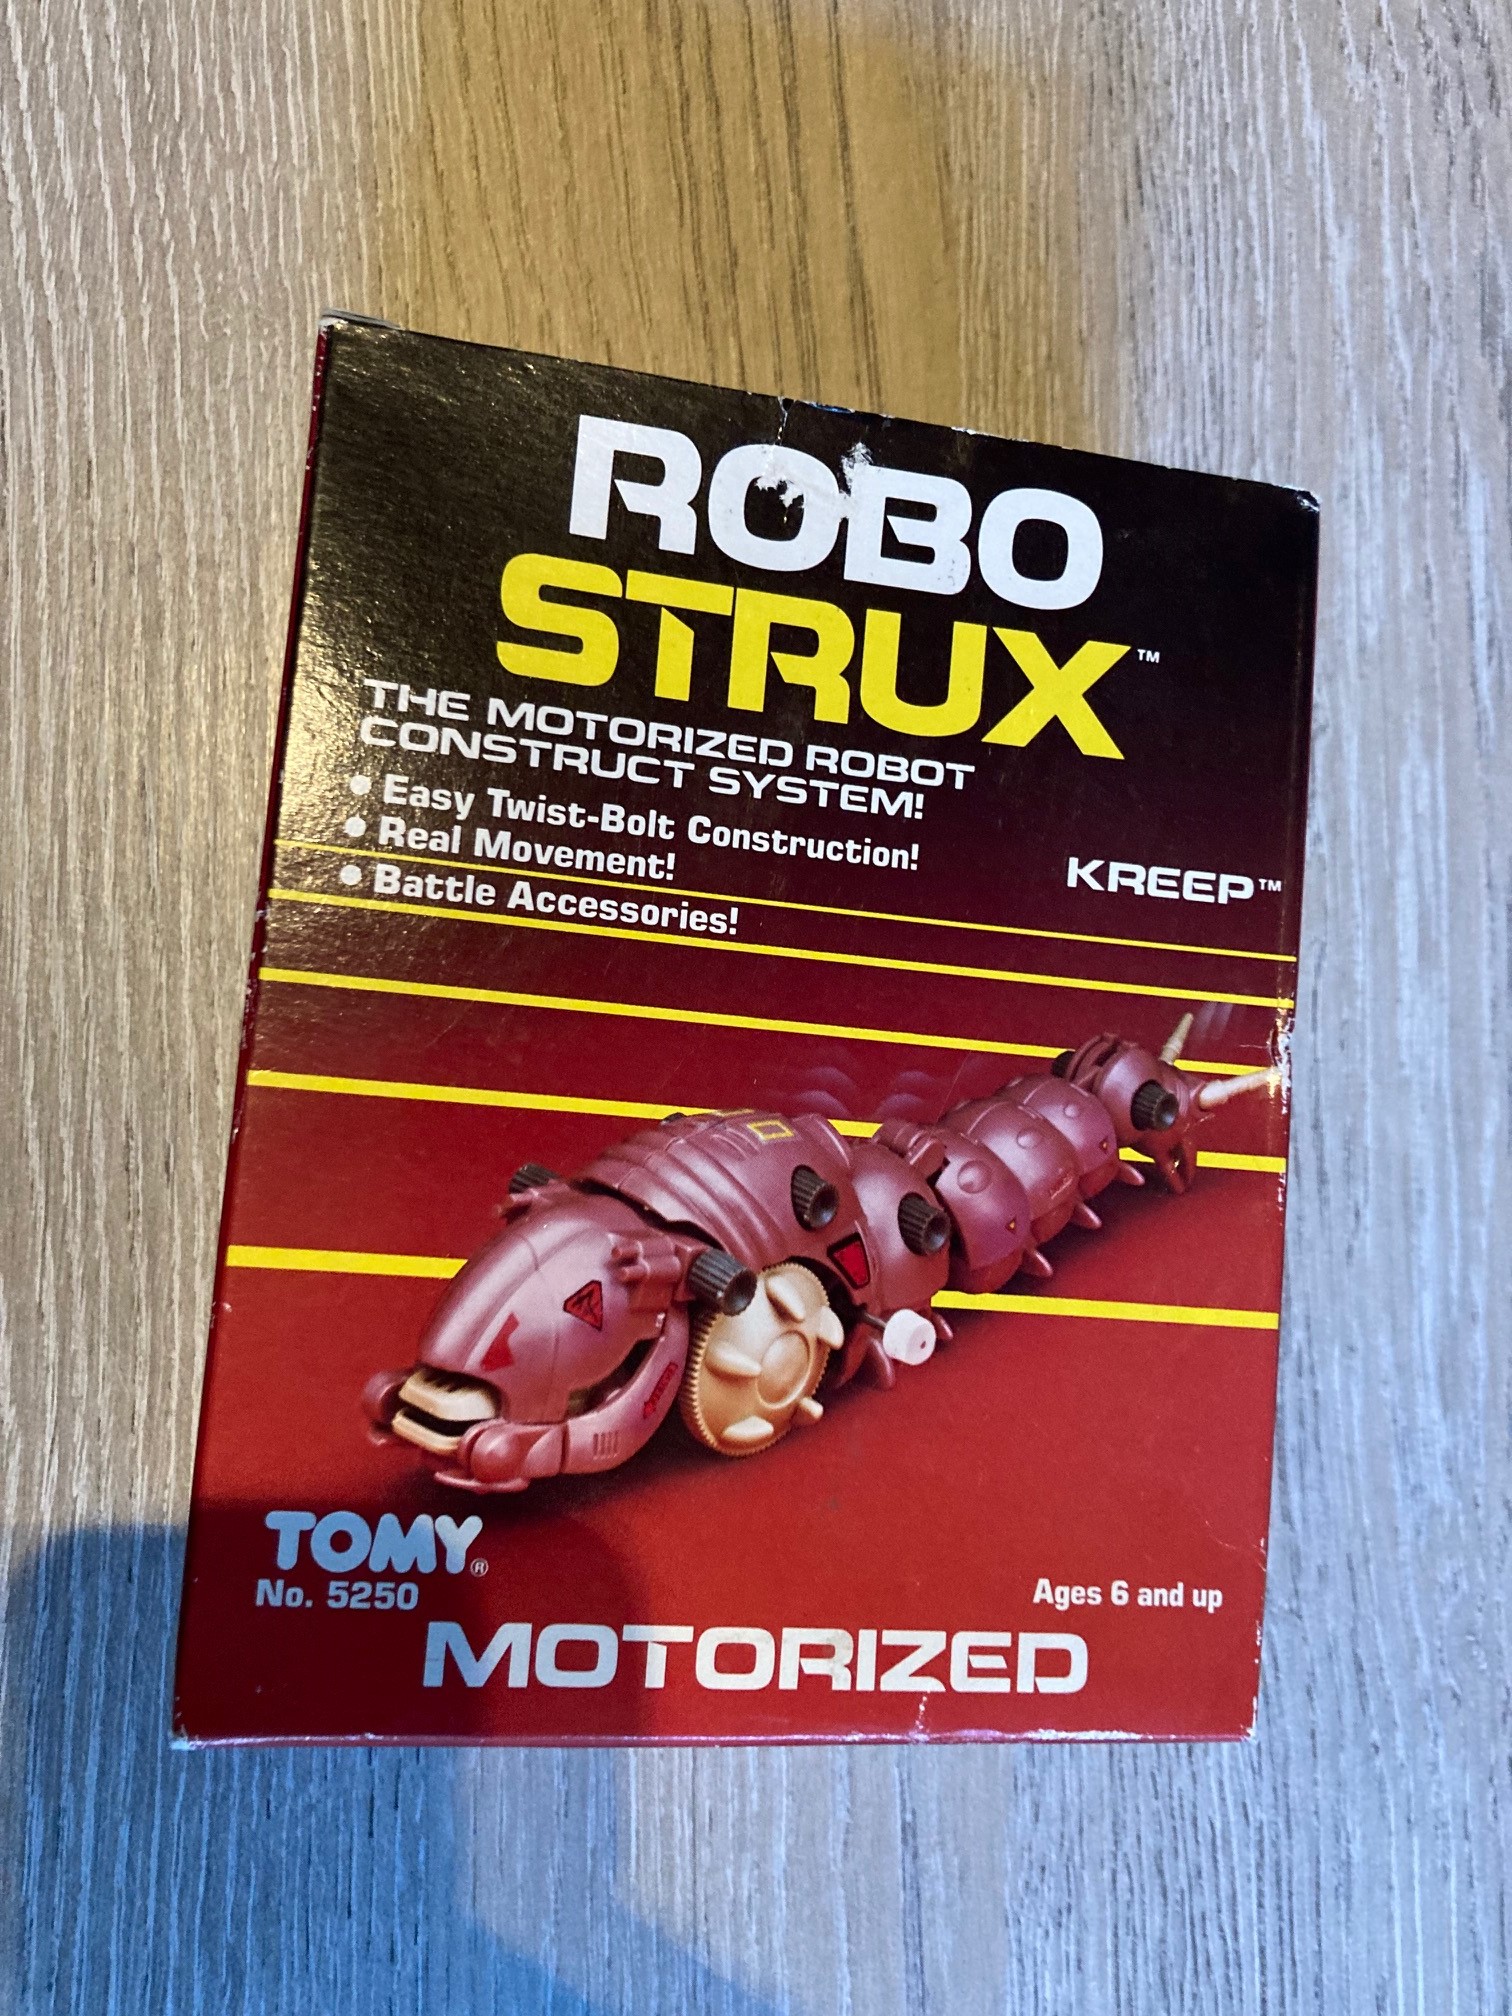 ROBO
STRUX™
THE MOTORIZED ROBOT
CONSTRUCT SYSTEM!
• Easy Twist-Bolt Construction!
• Real Movement!
• Battle Accessories!
KREEP™
TOMY®
No. 5250
Ages 6 and up
MOTORIZED